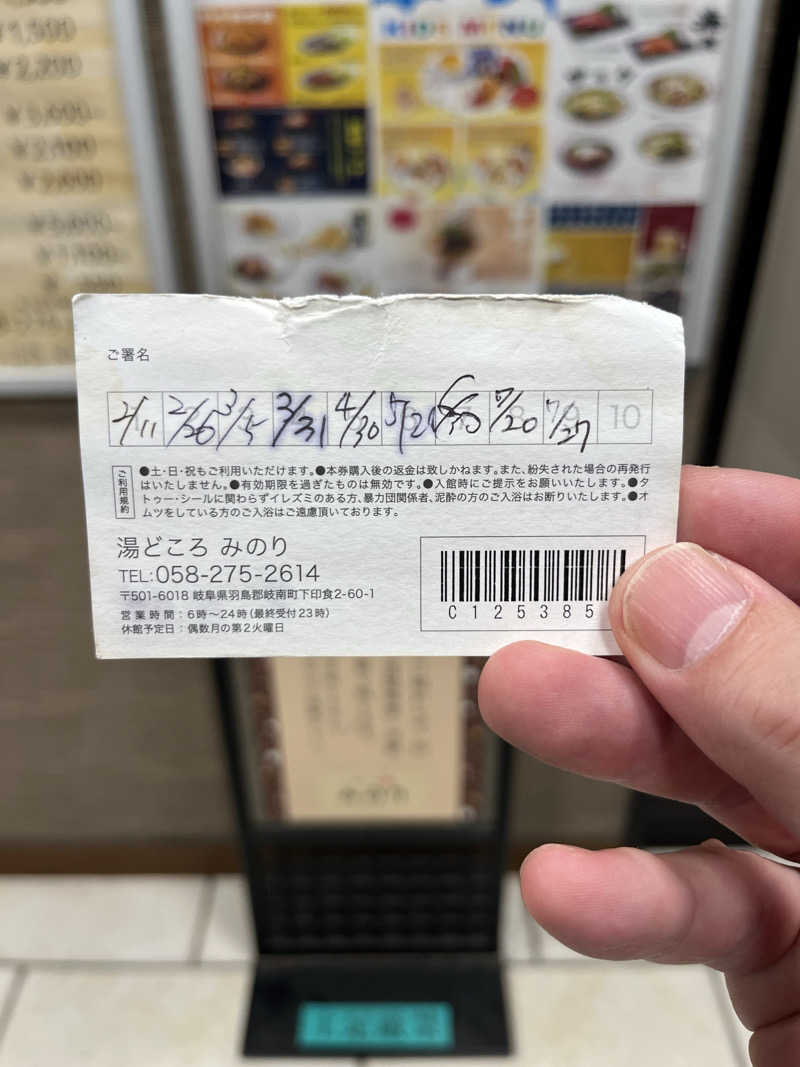 ¥1,500
¥2,200
KIDS MENU
ご署名
2/11 2/26 3/5 3/31 4/30 5/21 6/30 7/20 7/27 10
ご利用規約
●土・日・祝もご利用いただけます。●本券購入後の返金は致しかねます。また、紛失された場合の再発行
はいたしません。●有効期限を過ぎたものは無効です。●入館時にご提示をお願いいたします。●タ
トゥー・シールに関わらずイレズミのある方、暴力団関係者、泥酔の方のご入浴はお断りいたします。●オ
ムツをしている方のご入浴はご遠慮頂いております。
湯どころ みのり
TEL:058-275-2614
〒501-6018 岐阜県羽島郡岐南町下印食2-60-1
営業時間:6時〜24時(最終受付23時)
休館予定日:偶数月の第2火曜日
C125385